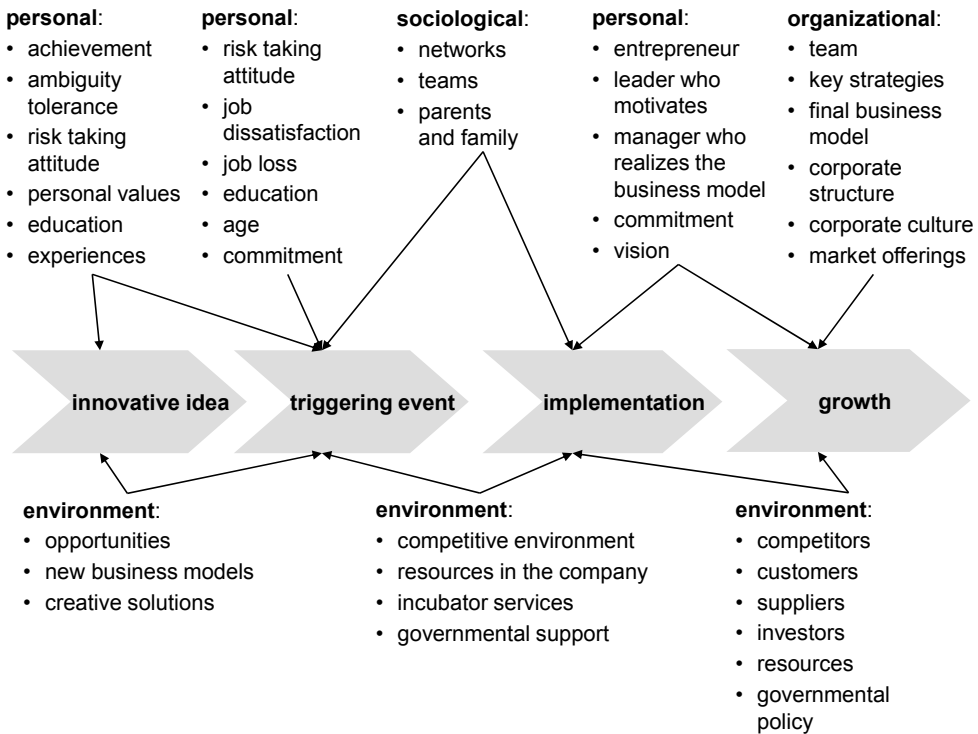 personal:
• achievement
• ambiguity
tolerance
• risk taking
attitude
• personal values
• education
• experiences
personal:
• risk taking
attitude
• job
dissatisfaction
• job loss
• education
• age
• commitment
sociological:
• networks
• teams
• parents
and family
personal:
• entrepreneur
• leader who
motivates
• manager who
realizes the
business model
• commitment
• vision
organizational:
• team
• key strategies
• final business
model
• corporate
structure
• corporate culture
• market offerings
innovative idea
triggering event
implementation
growth
environment:
• opportunities
• new business models
• creative solutions
environment:
• competitive environment
• resources in the company
• incubator services
• governmental support
environment:
• competitors
• customers
• suppliers
• investors
• resources
• governmental
policy